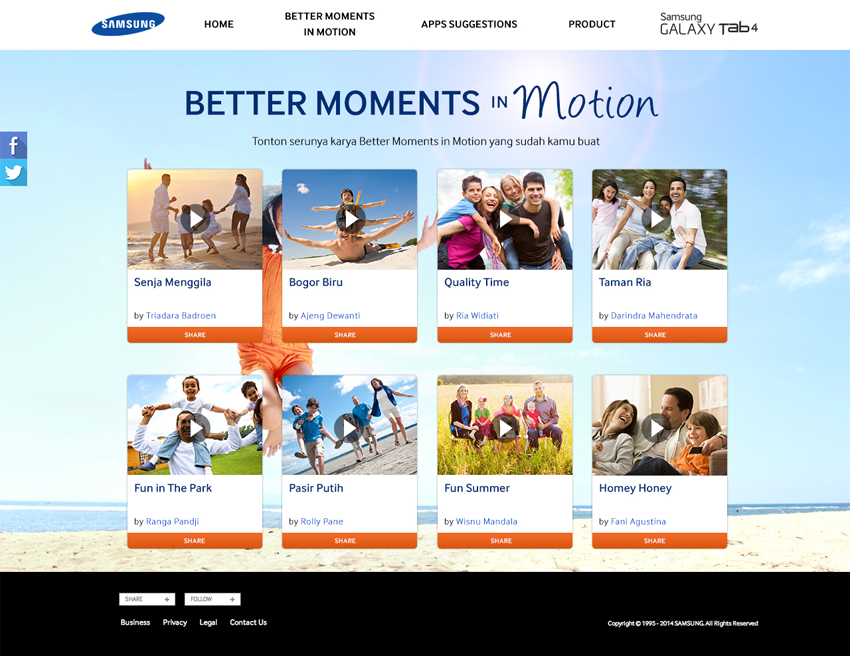 SAMSUNG
HOME
BETTER MOMENTS
IN MOTION
APPS SUGGESTIONS
PRODUCT
Samsung
GALAXY Tab4
BETTER MOMENTS IN Motion
Tonton serunya karya Better Moments in Motion yang sudah kamu buat
f
Senja Menggila
by Triadara Badroen
SHARE
Bogor Biru
by Ajeng Dewanti
SHARE
Quality Time
by Ria Widiati
SHARE
Taman Ria
by Darindra Mahendrata
SHARE
Fun in The Park
by Ranga Pandji
SHARE
Pasir Putih
by Rolly Pane
SHARE
Fun Summer
by Wisnu Mandala
SHARE
Homey Honey
by Fani Agustina
SHARE
SHARE +
FOLLOW +
Business
Privacy
Legal
Contact Us
Copyright © 1995 - 2014 SAMSUNG. All Rights Reserved